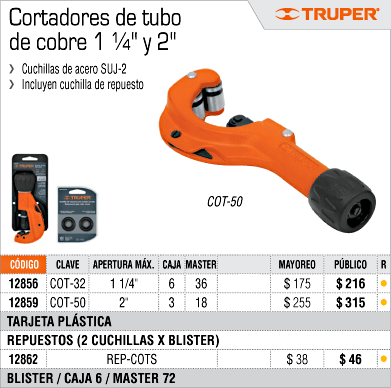 Cortadores de tubo
de cobre 1 ¼" y 2"
TRUPER®
› Cuchillas de acero SUJ-2
› Incluyen cuchilla de repuesto
COT-50
TRUPER
CÓDIGO CLAVE APERTURA MÁX. CAJA MASTER MAYOREO PÚBLICO R
12856 COT-32 1 1/4" 6 36 $ 175 $ 216
12859 COT-50 2" 3 18 $ 255 $ 315
TARJETA PLÁSTICA
REPUESTOS (2 CUCHILLAS X BLISTER)
12862 REP-COTS $ 38 $ 46
BLISTER / CAJA 6 / MASTER 72